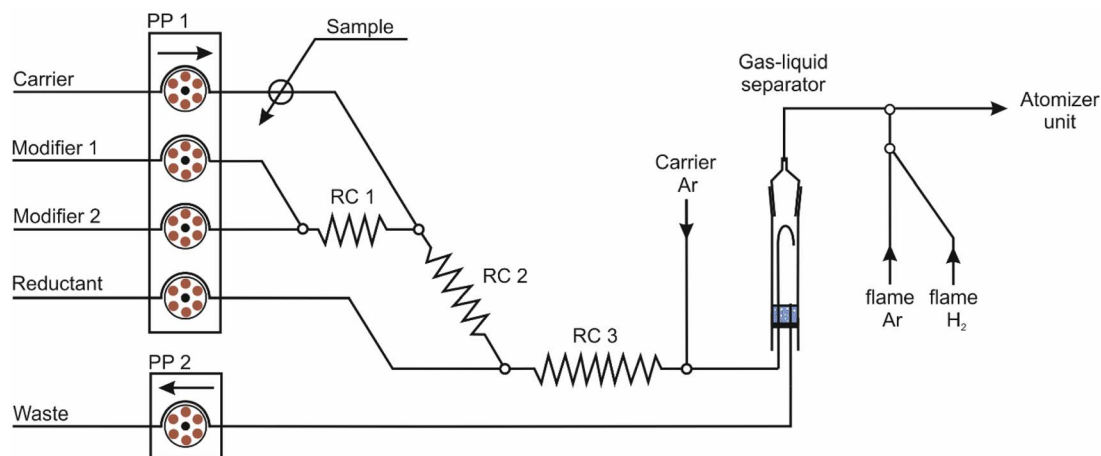 PP 1
Sample
Carrier
Gas-liquid
separator
Atomizer
unit
Modifier 1
Carrier
Ar
RC 1
Modifier 2
RC 2
Reductant
flame
Ar
flame
H₂
RC 3
PP 2
Waste